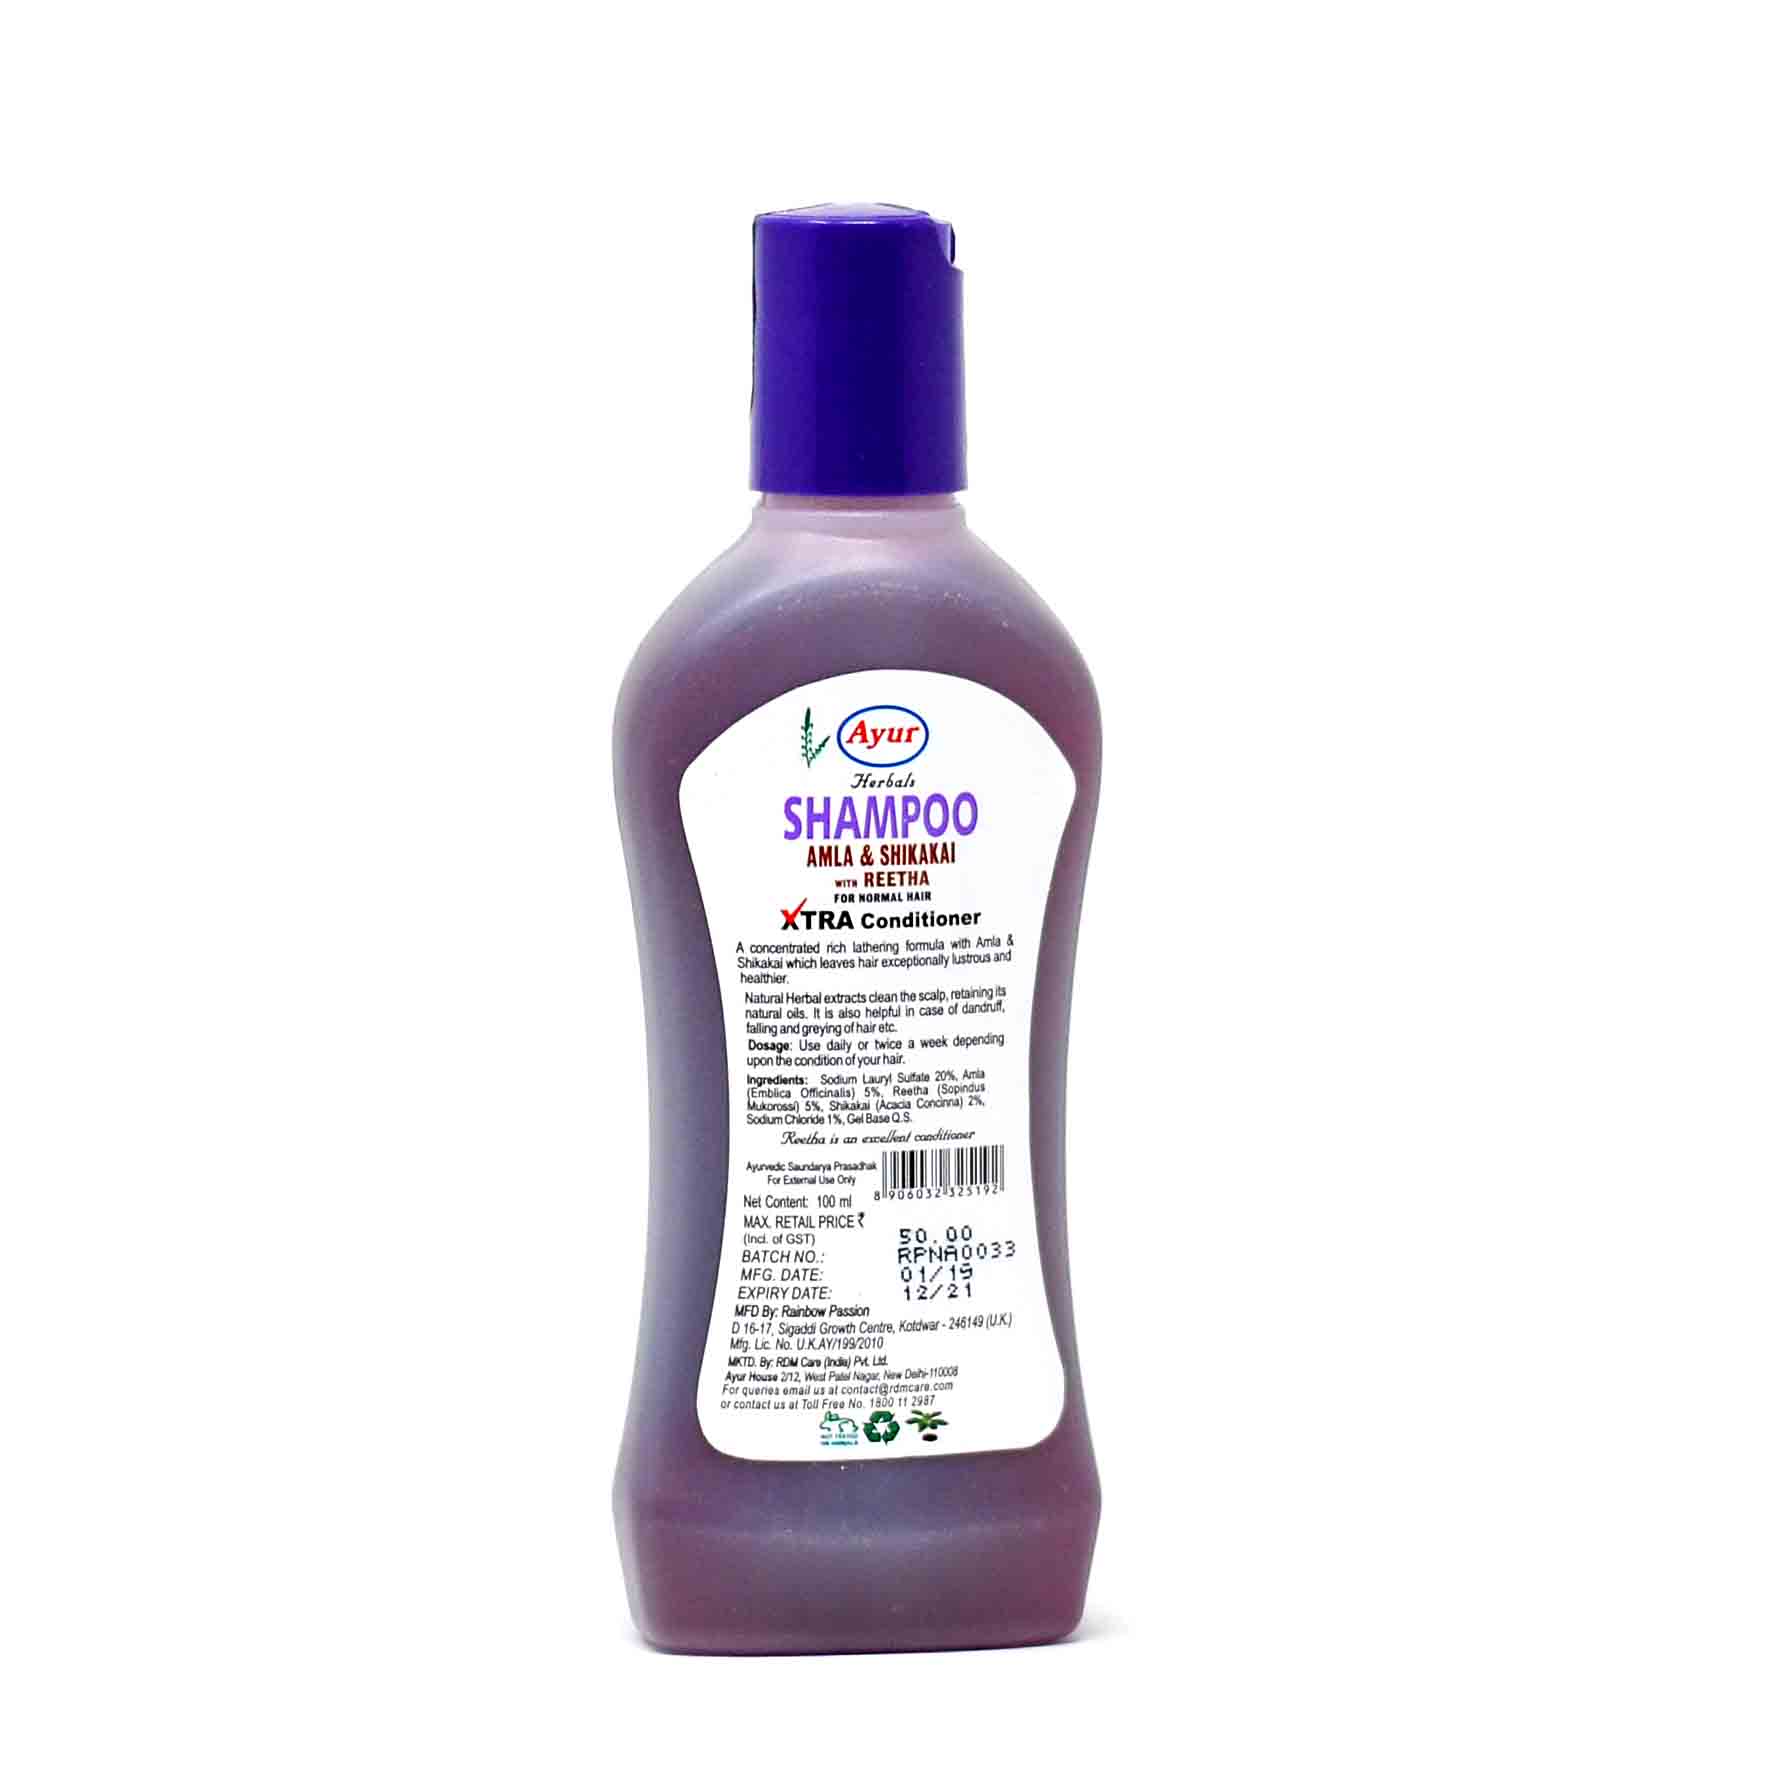 Ayur
Herbals
SHAMPOO
AMLA & SHIKAKAI
WITH REETHA
FOR NORMAL HAIR
XTRA Conditioner
A concentrated rich lathering formula with Amla &
Shikakai which leaves hair exceptionally lustrous and
healthier.
Natural Herbal extracts clean the scalp, retaining its
natural oils. It is also helpful in case of dandruff,
falling and greying of hair etc.
Dosage: Use daily or twice a week depending
upon the condition of your hair.
Ingredients: Sodium Lauryl Sulfate 20%, Amla
(Emblica Officinalis) 5%, Reetha (Sopindus
Mukorossi) 5%, Shikakai (Acacia Concinna) 2%,
Sodium Chloride 1%, Gel Base Q.S.
Reetha is an excellent conditioner
Ayurvedic Saundarya Prasadhak
For External Use Only
8 906032 325192
Net Content: 100 ml
MAX. RETAIL PRICE ₹
(Incl. of GST) 50.00
BATCH NO.: RPNA0033
MFG. DATE: 01/19
EXPIRY DATE: 12/21
MFD By: Rainbow Passion
D 16-17, Sigaddi Growth Centre, Kotdwar - 246149 (U.K.)
Mfg. Lic. No. U.K.AY/199/2010
MKTD. By: RDM Care (India) Pvt. Ltd.
Ayur House 2/12, West Patel Nagar, New Delhi-110008
For queries email us at contact@rdmcare.com
or contact us at Toll Free No. 1800 11 2987
NOT TESTED
ON ANIMALS